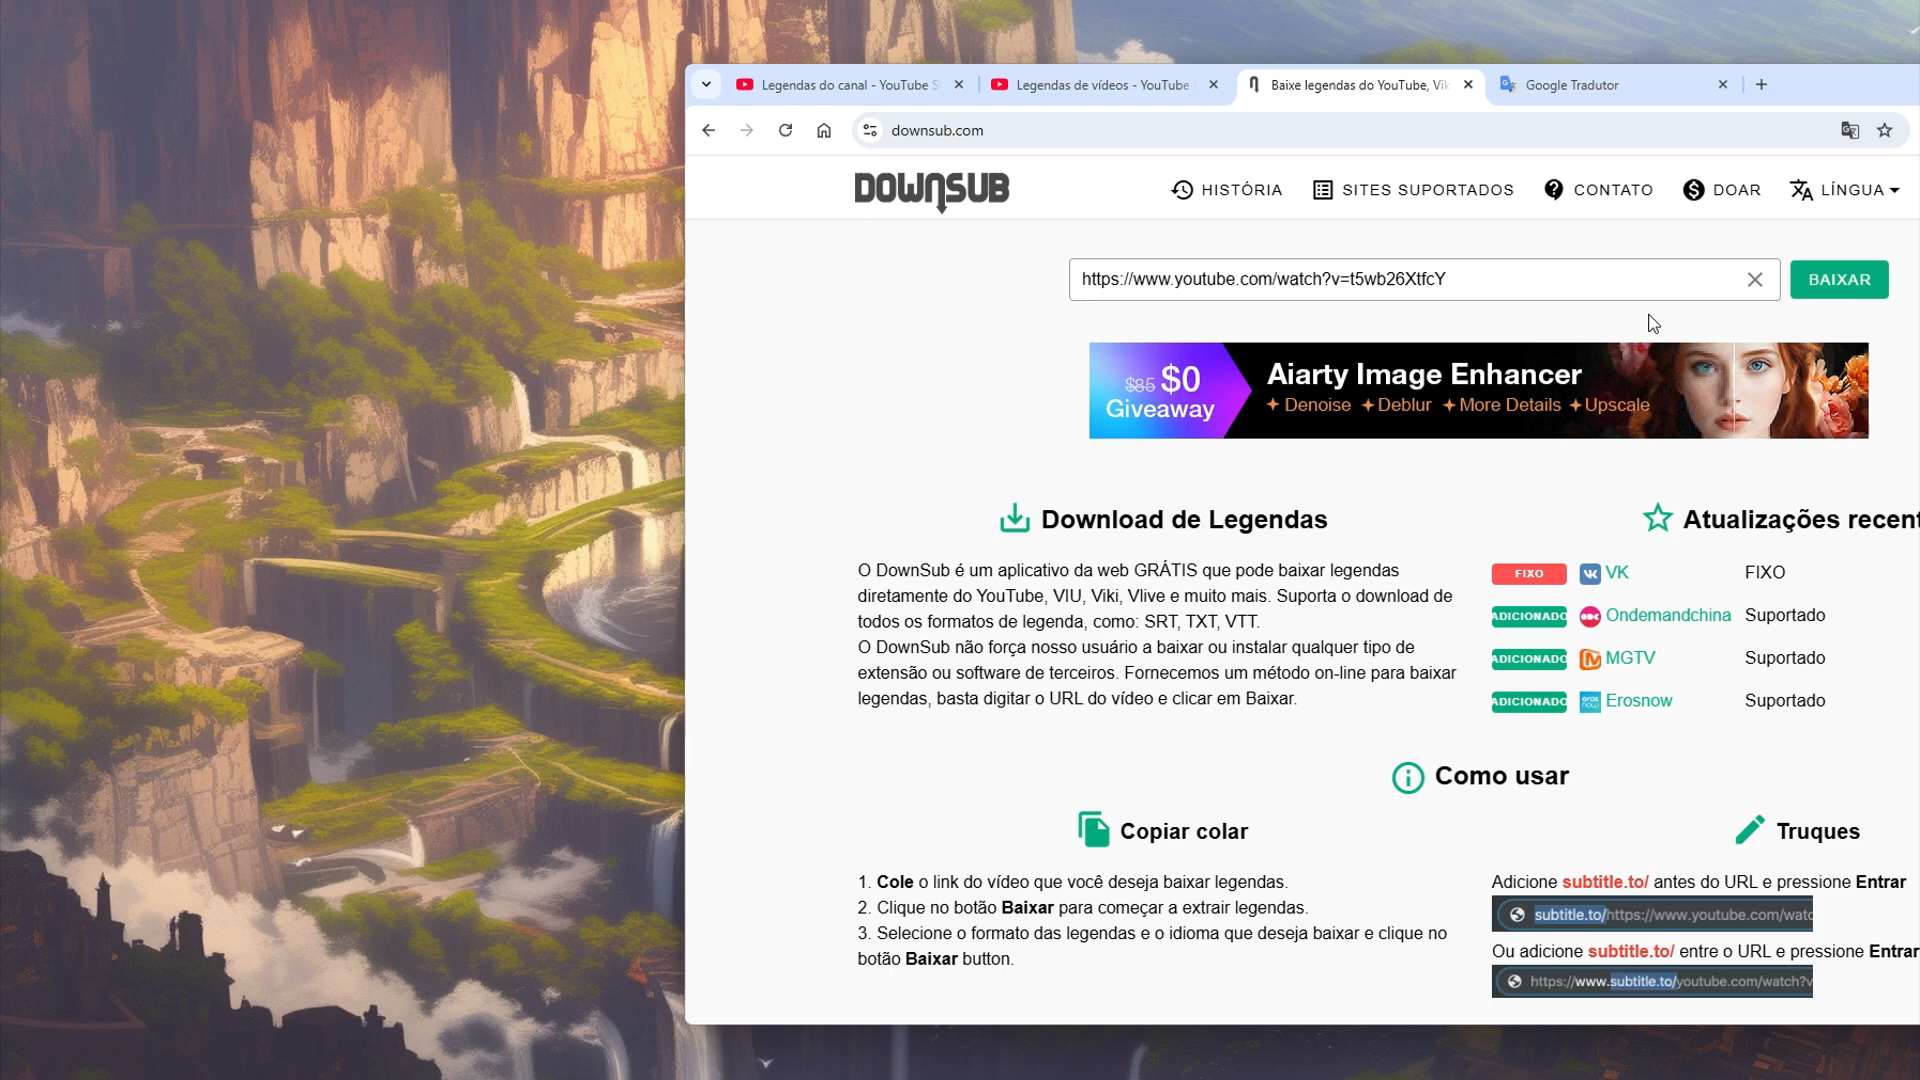 Legendas do canal - YouTube S
Legendas de vídeos - YouTube
Baixe legendas do YouTube, Vik
Google Tradutor
downsub.com
DOWNSUB
HISTÓRIA
SITES SUPORTADOS
CONTATO
DOAR
LÍNGUA
https://www.youtube.com/watch?v=t5wb26XtfcY
BAIXAR
$85 $0
Giveaway
Aiarty Image Enhancer
Denoise Deblur More Details Upscale
Download de Legendas
O DownSub é um aplicativo da web GRÁTIS que pode baixar legendas
diretamente do YouTube, VIU, Viki, Vlive e muito mais. Suporta o download de
todos os formatos de legenda, como: SRT, TXT, VTT.
O DownSub não força nosso usuário a baixar ou instalar qualquer tipo de
extensão ou software de terceiros. Fornecemos um método on-line para baixar
legendas, basta digitar o URL do vídeo e clicar em Baixar.
Atualizações recent
FIXO VK FIXO
ADICIONADO Ondemandchina Suportado
ADICIONADO MGTV Suportado
ADICIONADO Erosnow Suportado
Como usar
Copiar colar
1. Cole o link do vídeo que você deseja baixar legendas.
2. Clique no botão Baixar para começar a extrair legendas.
3. Selecione o formato das legendas e o idioma que deseja baixar e clique no
botão Baixar button.
Truques
Adicione subtitle.to/ antes do URL e pressione Entrar
subtitle.to/https://www.youtube.com/watc
Ou adicione subtitle.to/ entre o URL e pressione Entrar
https://www.subtitle.to/youtube.com/watch?v